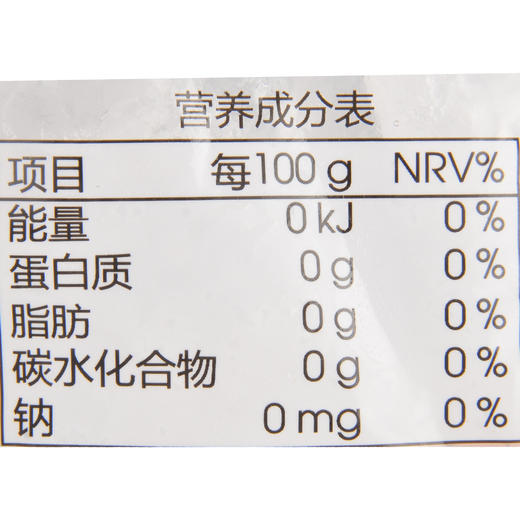 营养成分表
项目 每100 g NRV%
能量 0 kJ 0 %
蛋白质 0 g 0 %
脂肪 0 g 0 %
碳水化合物 0 g 0 %
钠 0 mg 0 %